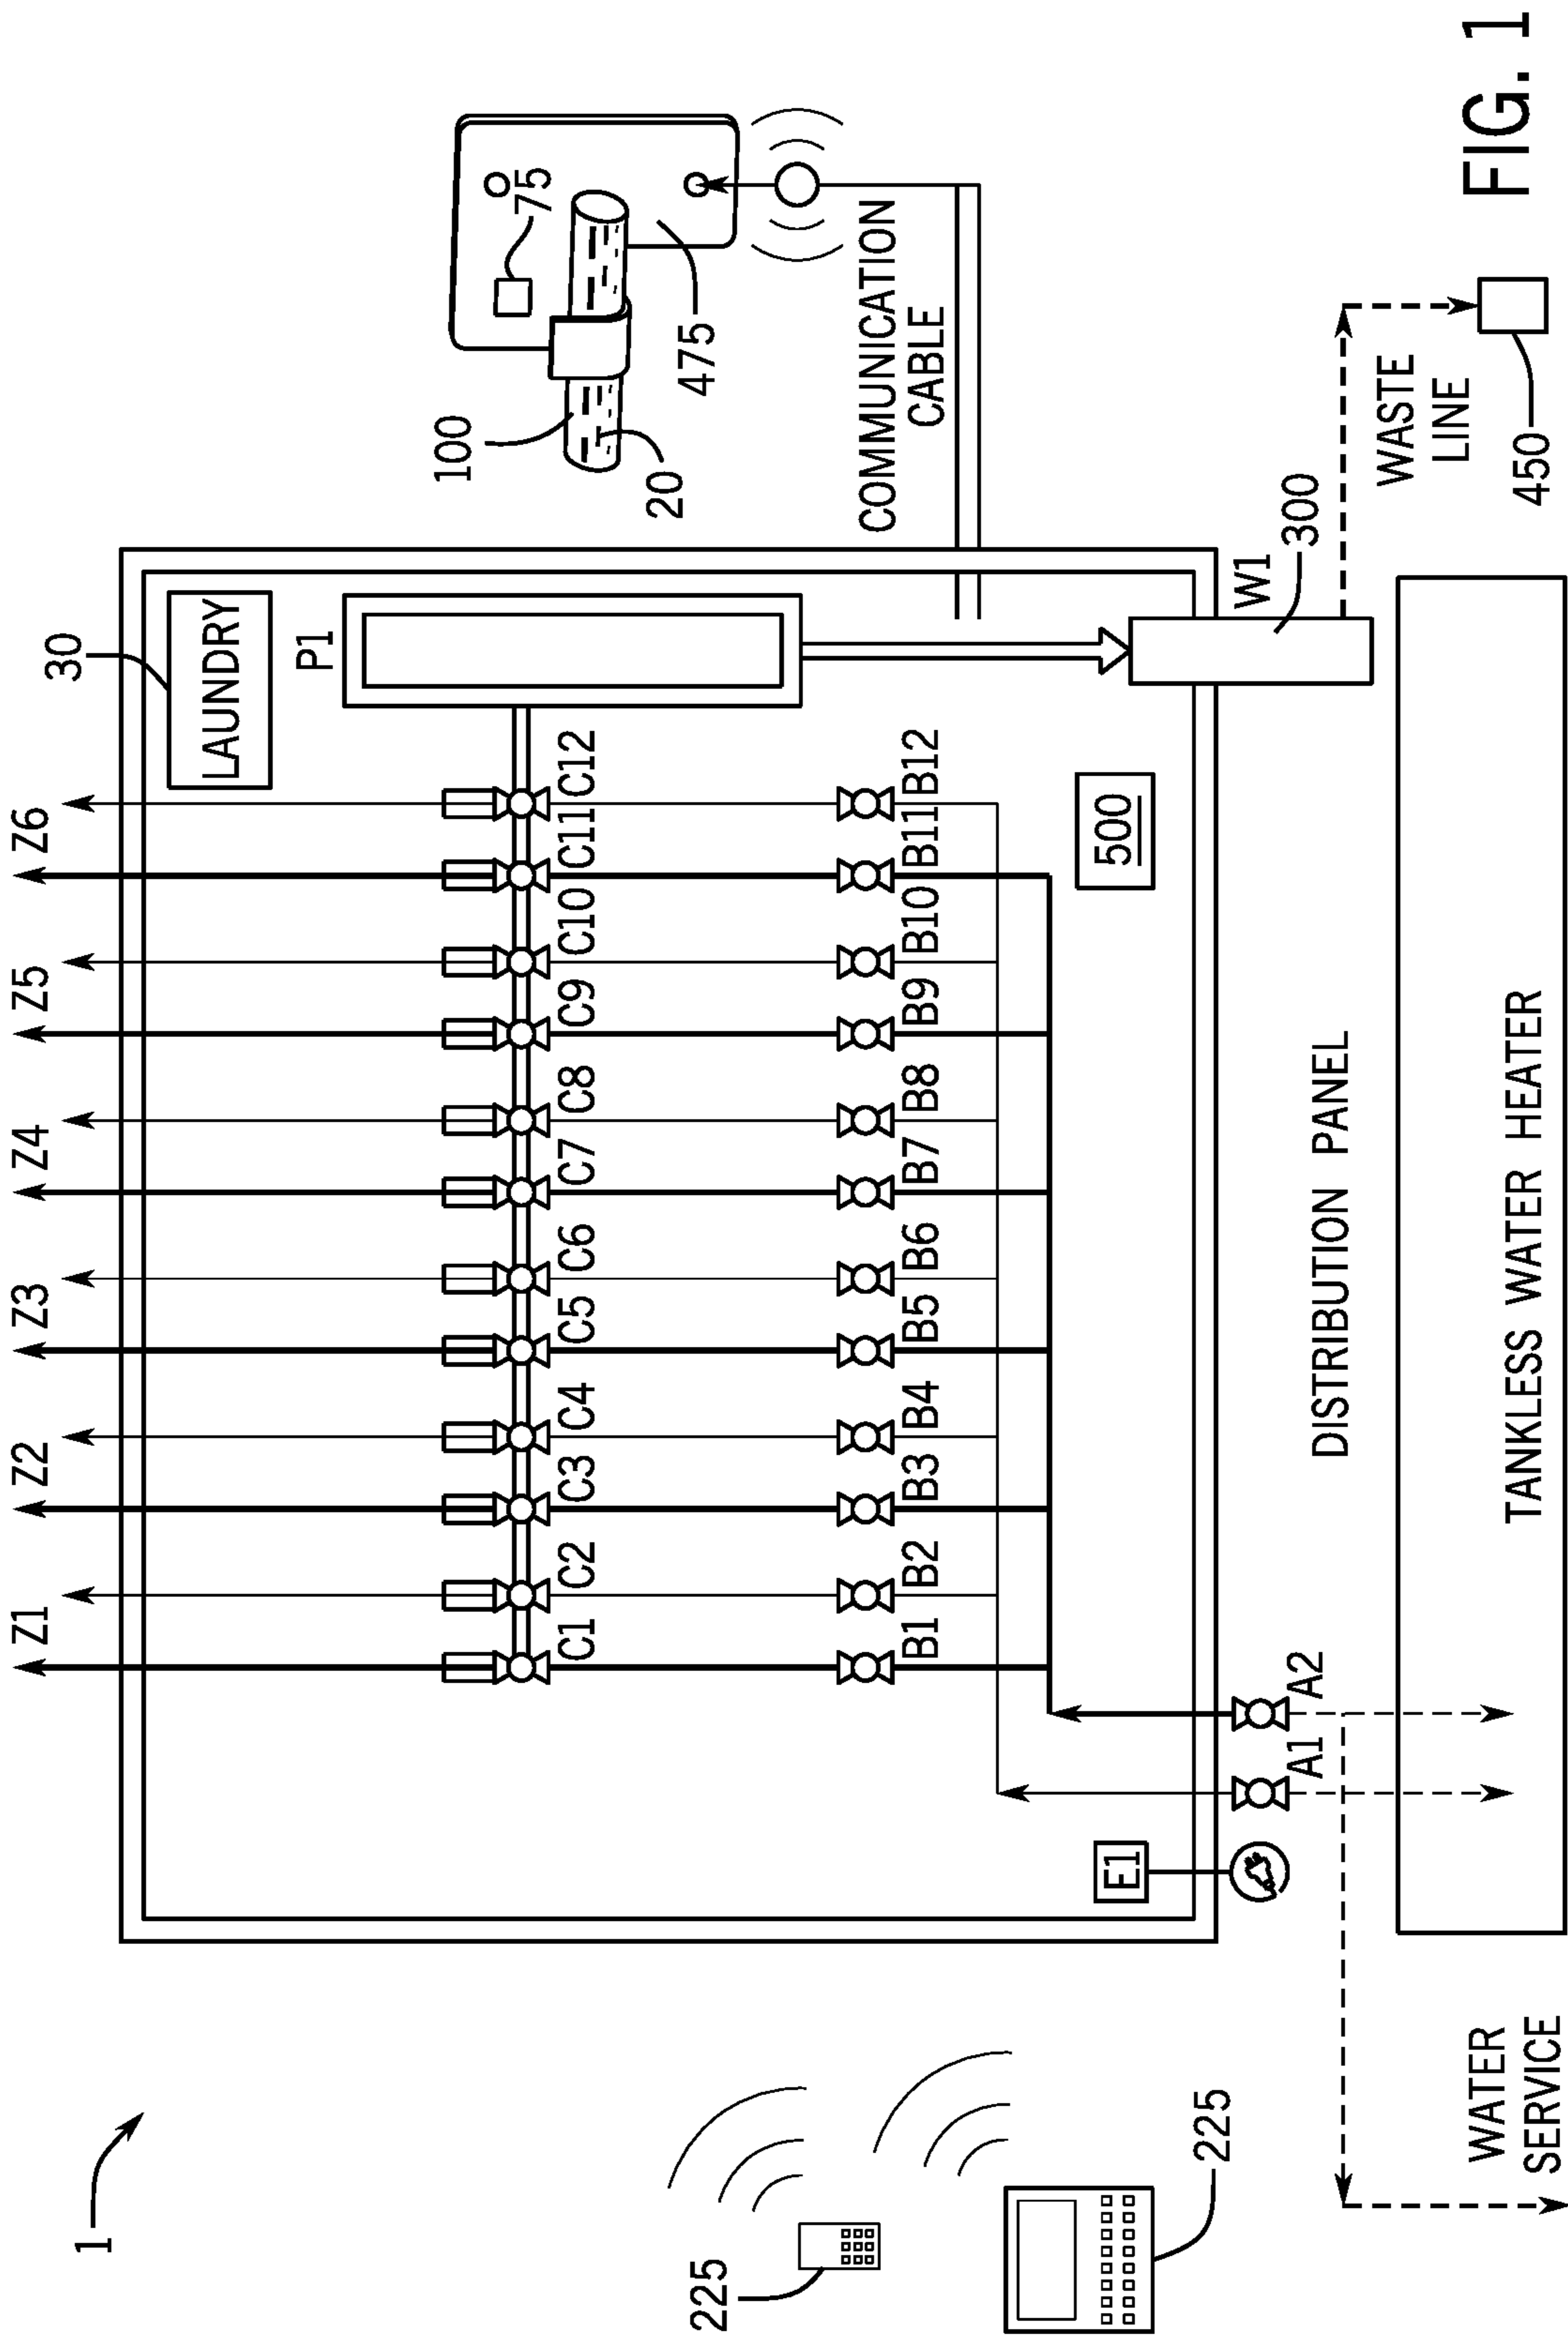 1
Z1
Z2
Z3
Z4
Z5
Z6
30
LAUNDRY
P1
C1
C2
C3
C4
C5
C6
C7
C8
C9
C10
C11
C12
B1
B2
B3
B4
B5
B6
B7
B8
B9
B10
B11
B12
100
20
75
475
COMMUNICATION
CABLE
225
225
E1
500
A1
A2
W1
300
DISTRIBUTION PANEL
WASTE
LINE
450
WATER
SERVICE
TANKLESS WATER HEATER
FIG. 1